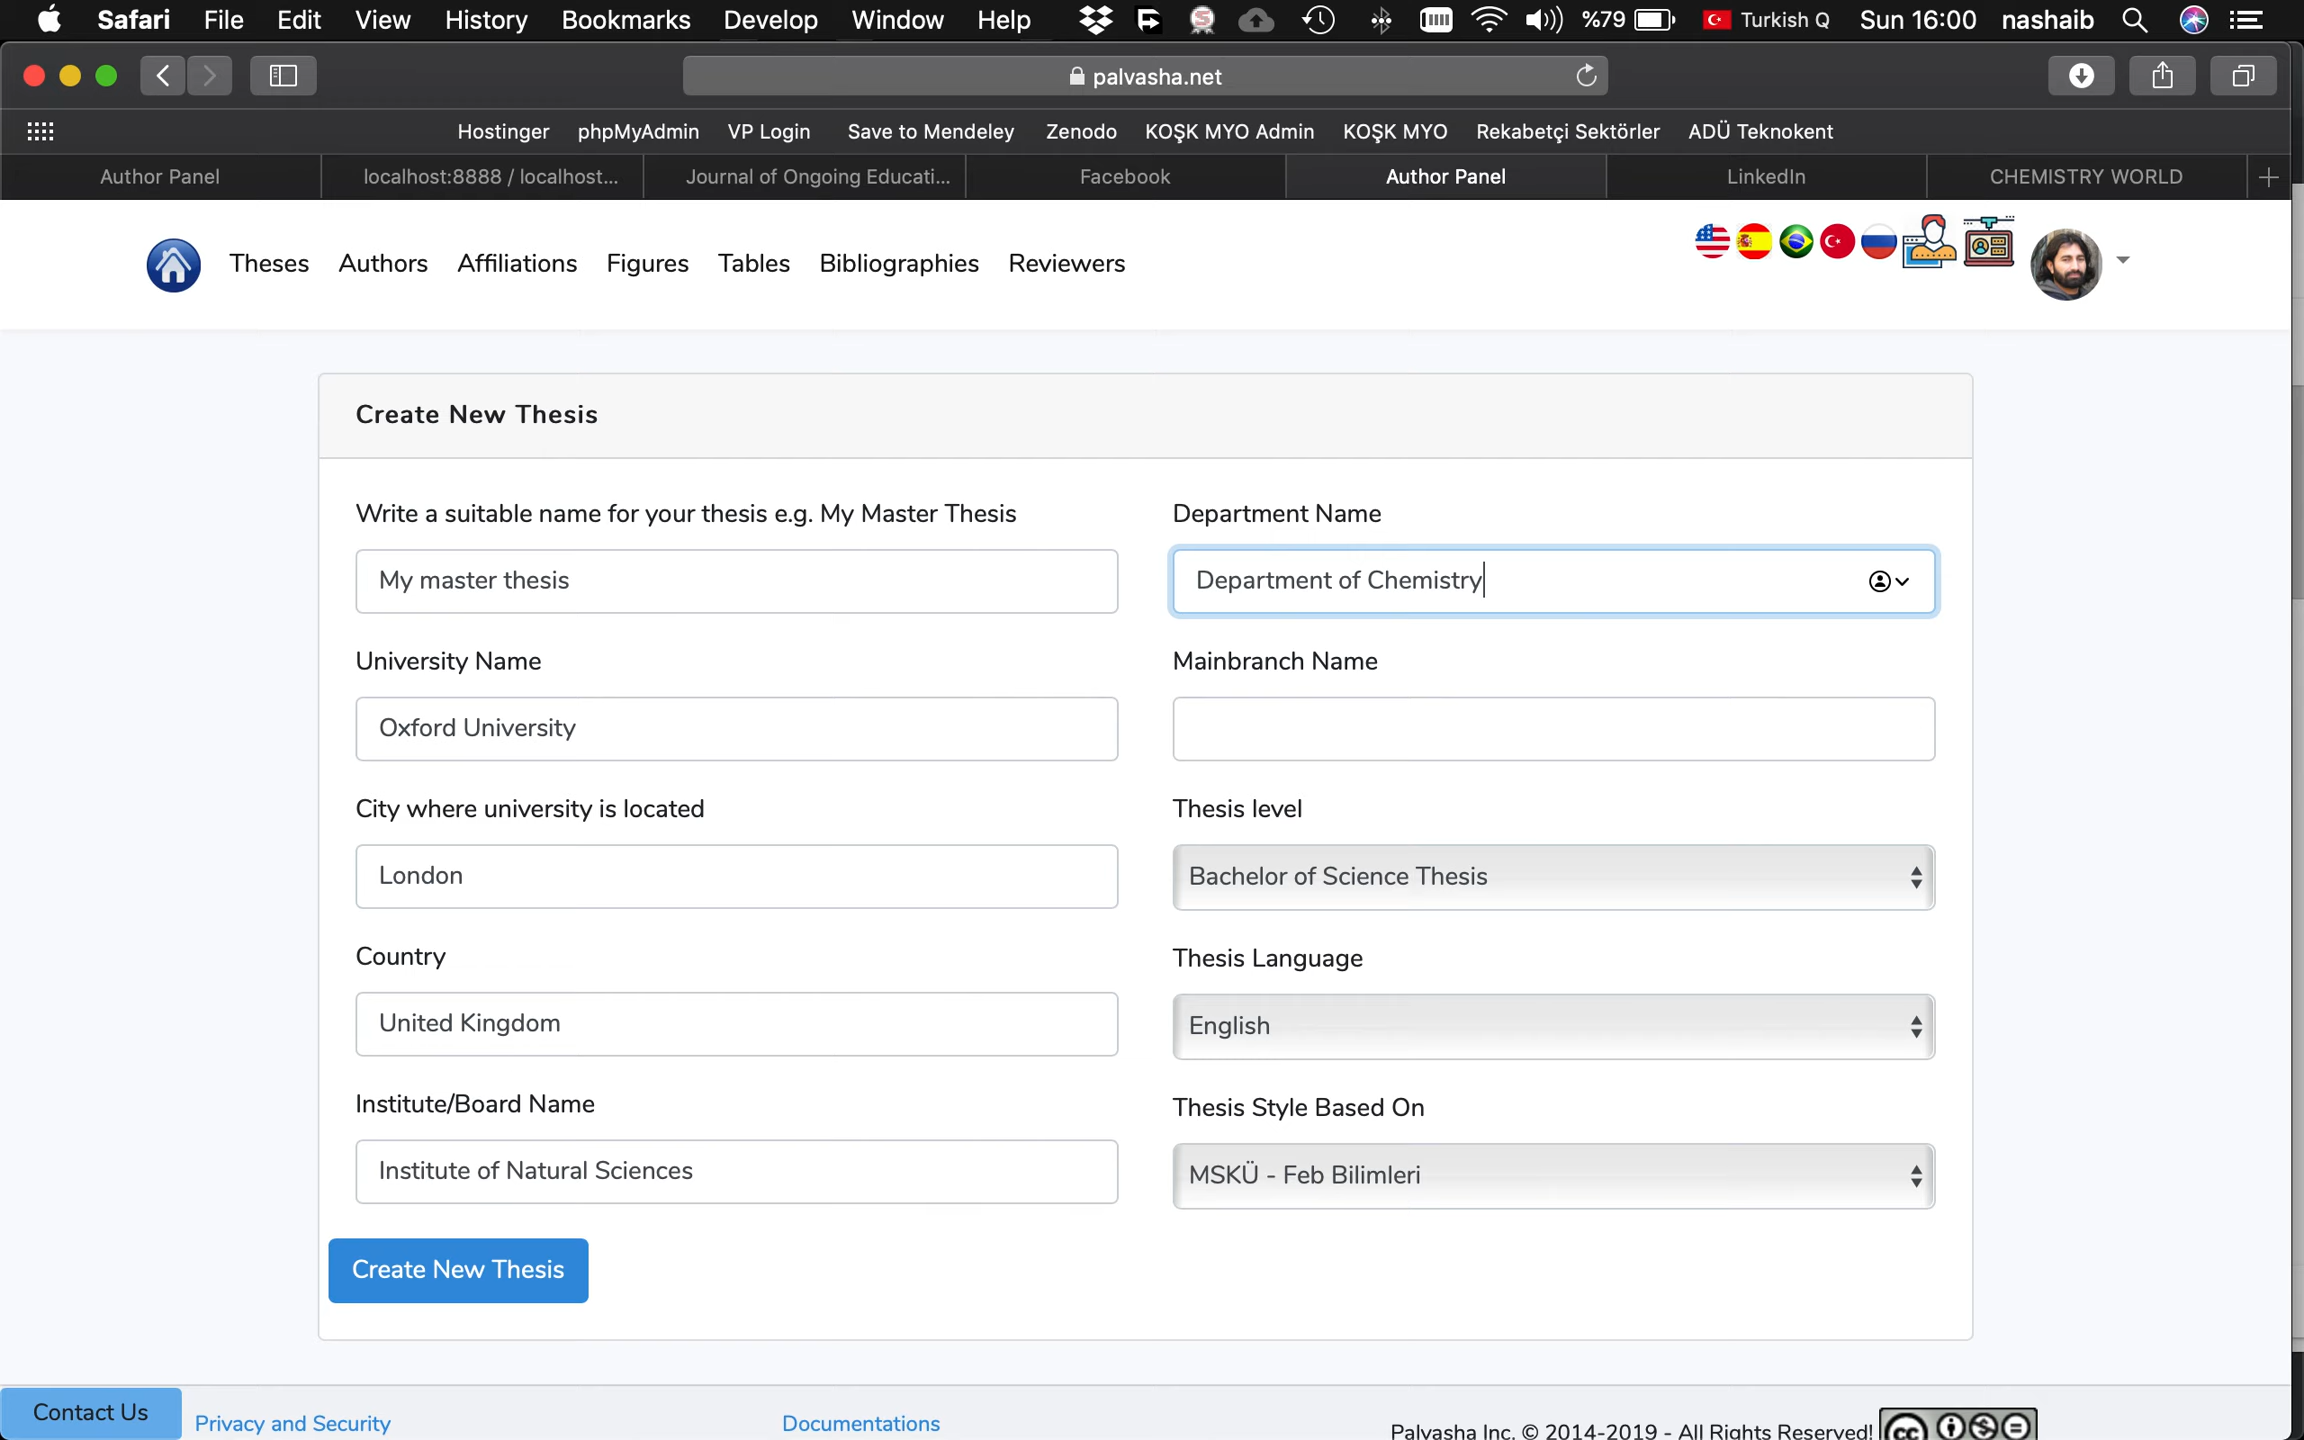 Safari File Edit View History Bookmarks Develop Window Help %79 Turkish Q Sun 16:00 nashaib
palvasha.net
Hostinger phpMyAdmin VP Login Save to Mendeley Zenodo KOŞK MYO Admin KOŞK MYO Rekabetçi Sektörler ADÜ Teknokent
Author Panel localhost:8888 / localhost... Journal of Ongoing Educati... Facebook Author Panel LinkedIn CHEMISTRY WORLD
Theses Authors Affiliations Figures Tables Bibliographies Reviewers
Create New Thesis
Write a suitable name for your thesis e.g. My Master Thesis
My master thesis
University Name
Oxford University
City where university is located
London
Country
United Kingdom
Institute/Board Name
Institute of Natural Sciences
Department Name
Department of Chemistry
Mainbranch Name
Thesis level
Bachelor of Science Thesis
Thesis Language
English
Thesis Style Based On
MSKÜ - Feb Bilimleri
Create New Thesis
Contact Us Privacy and Security Documentations Palvasha Inc. © 2014-2019 - All Rights Reserved! cc